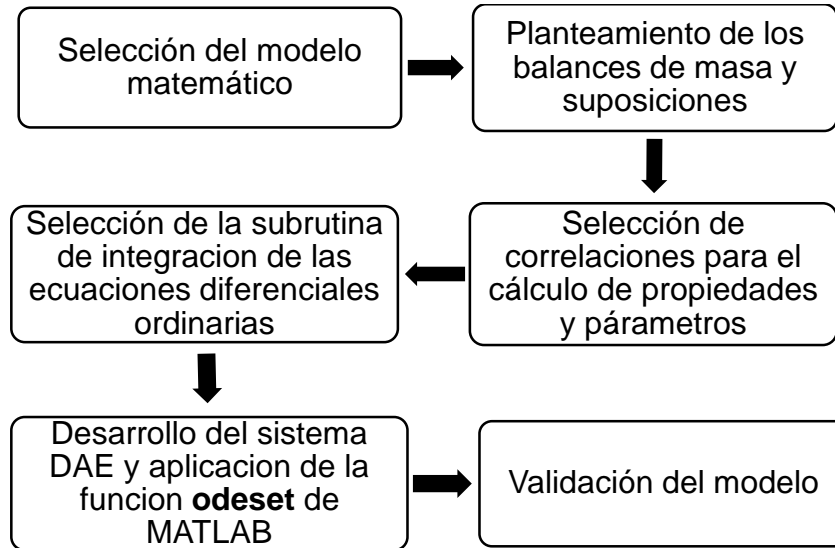 Selección del modelo
matemático
Planteamiento de los
balances de masa y
suposiciones
Selección de
correlaciones para el
cálculo de propiedades
y párametros
Selección de la subrutina
de integracion de las
ecuaciones diferenciales
ordinarias
Desarrollo del sistema
DAE y aplicacion de la
funcion odeset de
MATLAB
Validación del modelo